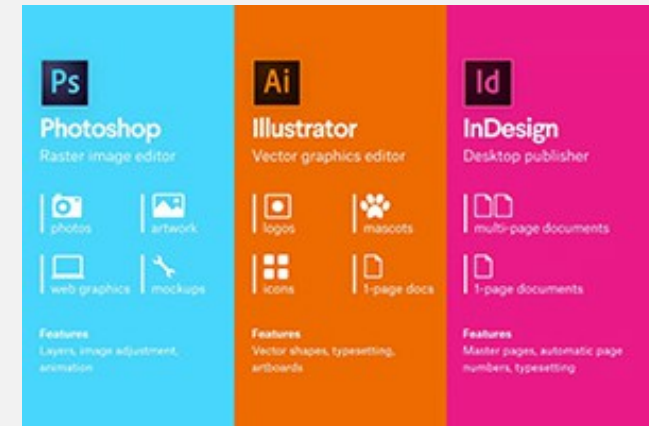 Ps
Photoshop
Raster image editor
photos
artwork
web graphics
mockups
Features
Layers, image adjustment,
animation
Ai
Illustrator
Vector graphics editor
logos
mascots
icons
1-page docs
Features
Vector shapes, typesetting,
artboards
Id
InDesign
Desktop publisher
multi-page documents
1-page documents
Features
Master pages, automatic page
numbers, typesetting